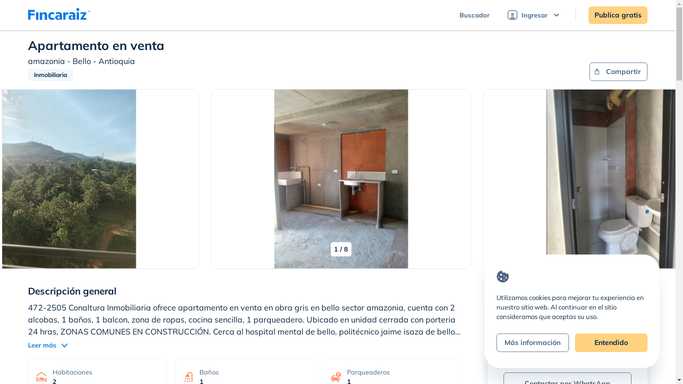 Fincaraiz
Buscador
Ingresar
Publica gratis
Apartamento en venta
amazonia - Bello - Antioquia
Inmobiliaria
Compartir
1 / 8
Descripción general
472-2505 Conaltura Inmobiliaria ofrece apartamento en venta en obra gris en bello sector amazonia, cuenta con 2
alcobas, 1 baños, 1 balcon, zona de ropas, cocina sencilla, 1 parqueadero. Ubicado en unidad cerrada con porteria
24 hras, ZONAS COMUNES EN CONSTRUCCIÓN. Cerca al hospital mental de bello, politécnico jaime isaza de bello...
Leer más
Habitaciones
2
Baños
1
Parqueaderos
1
Utilizamos cookies para mejorar tu experiencia en
nuestro sitio web. Al continuar en el sitio
consideramos que aceptas su uso.
Más información
Entendido
Contactar por WhatsApp